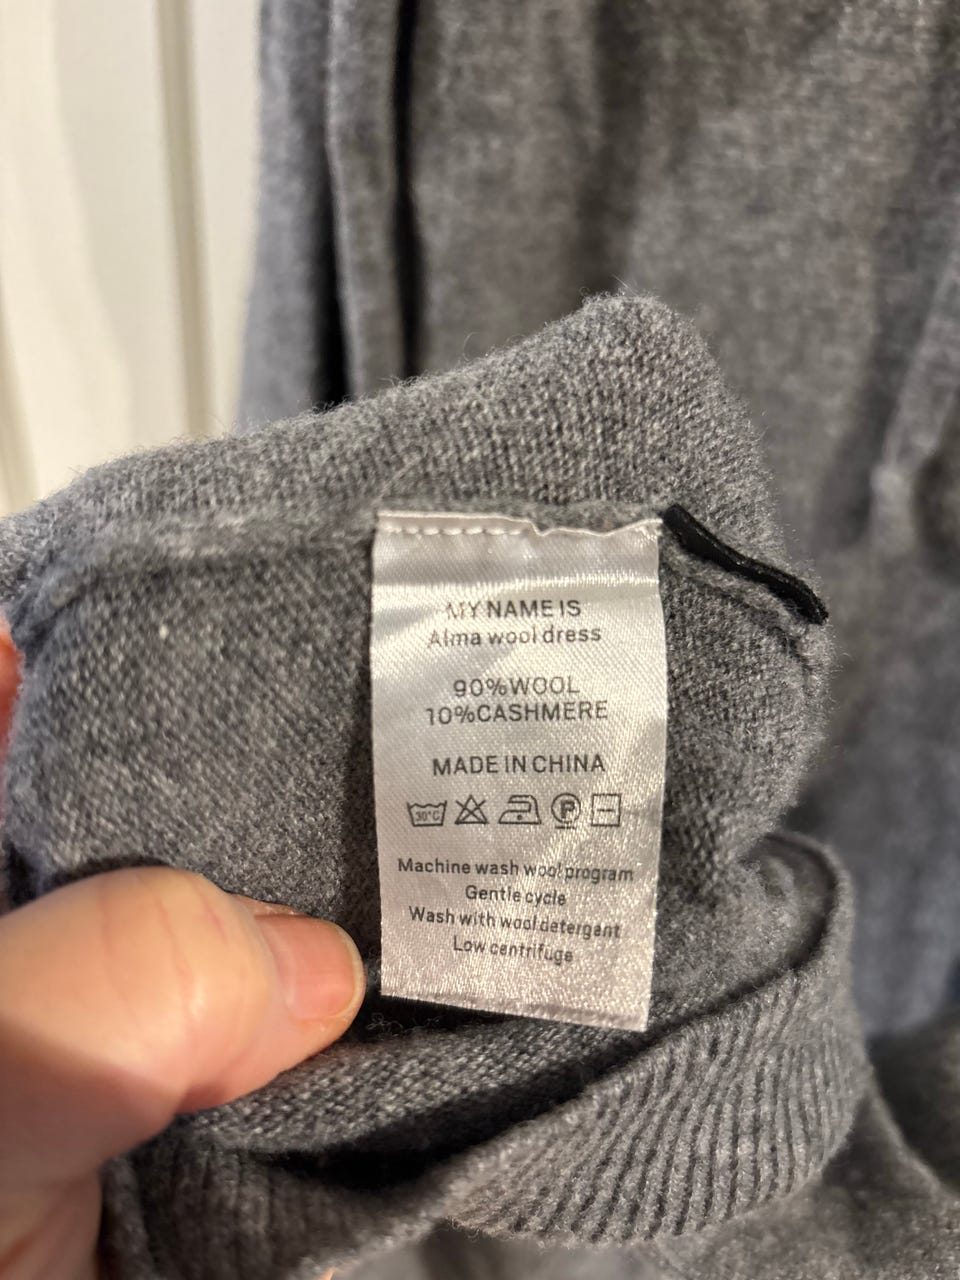 MY NAME IS
Alma wool dress
90%WOOL
10%CASHMERE
MADE IN CHINA
30°C P
Machine wash wool program
Gentle cycle
Wash with wool detergent
Low centrifuge